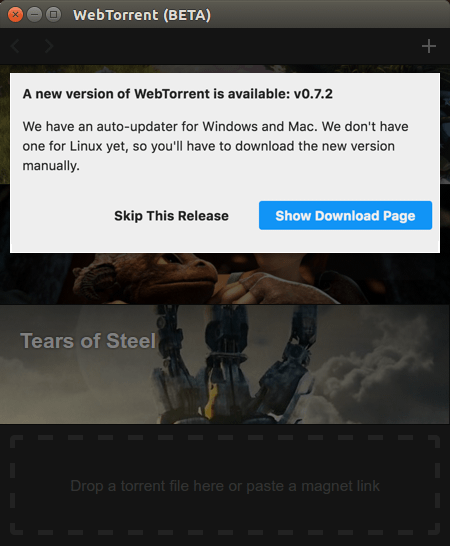 WebTorrent (BETA)
A new version of WebTorrent is available: v0.7.2
We have an auto-updater for Windows and Mac. We don't have
one for Linux yet, so you'll have to download the new version
manually.
Skip This Release
Show Download Page
Tears of Steel
Drop a torrent file here or paste a magnet link